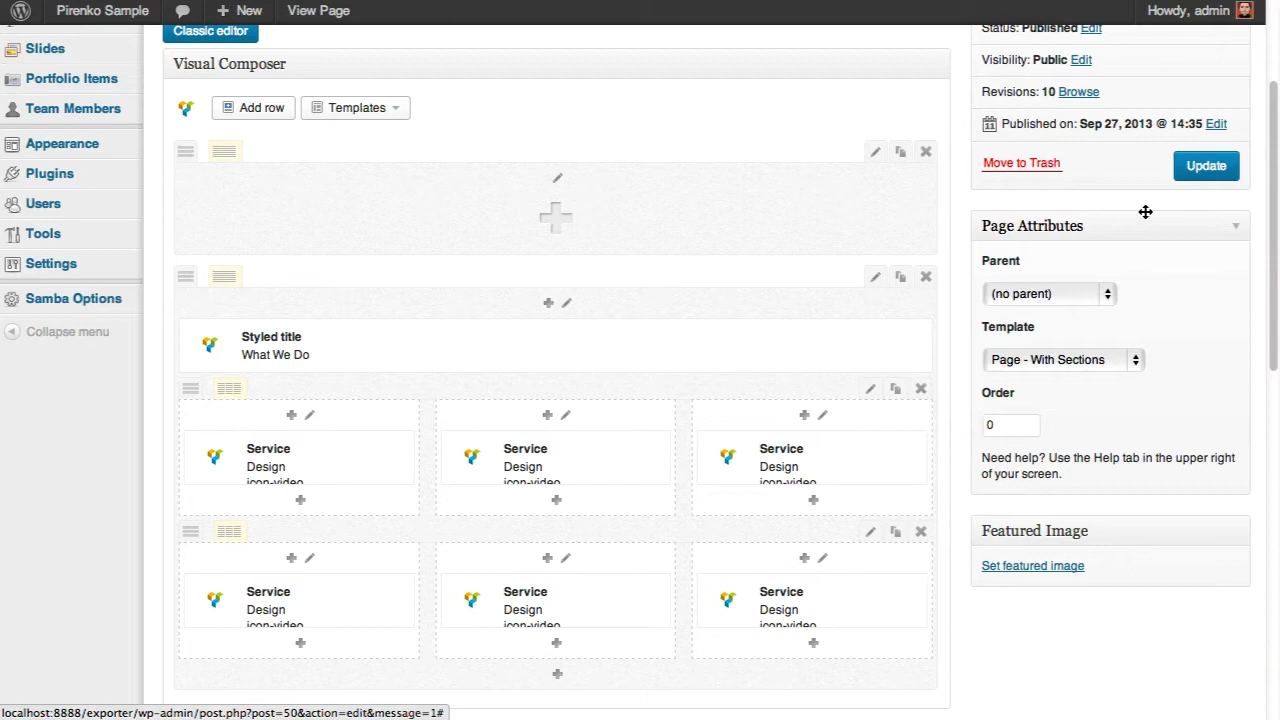 Pirenko Sample
New
View Page
Howdy, admin
Slides
Portfolio Items
Team Members
Appearance
Plugins
Users
Tools
Settings
Samba Options
Collapse menu
Classic editor
Visual Composer
Add row
Templates
Styled title
What We Do
Service
Design
icon-video
Service
Design
icon-video
Service
Design
icon-video
Service
Design
icon-video
Service
Design
icon-video
Service
Design
icon-video
Status: Published Edit
Visibility: Public Edit
Revisions: 10 Browse
Published on: Sep 27, 2013 @ 14:35 Edit
Move to Trash
Update
Page Attributes
Parent
(no parent)
Template
Page - With Sections
Order
0
Need help? Use the Help tab in the upper right
of your screen.
Featured Image
Set featured image
localhost:8888/exporter/wp-admin/post.php?post=50&action=edit&message=1#